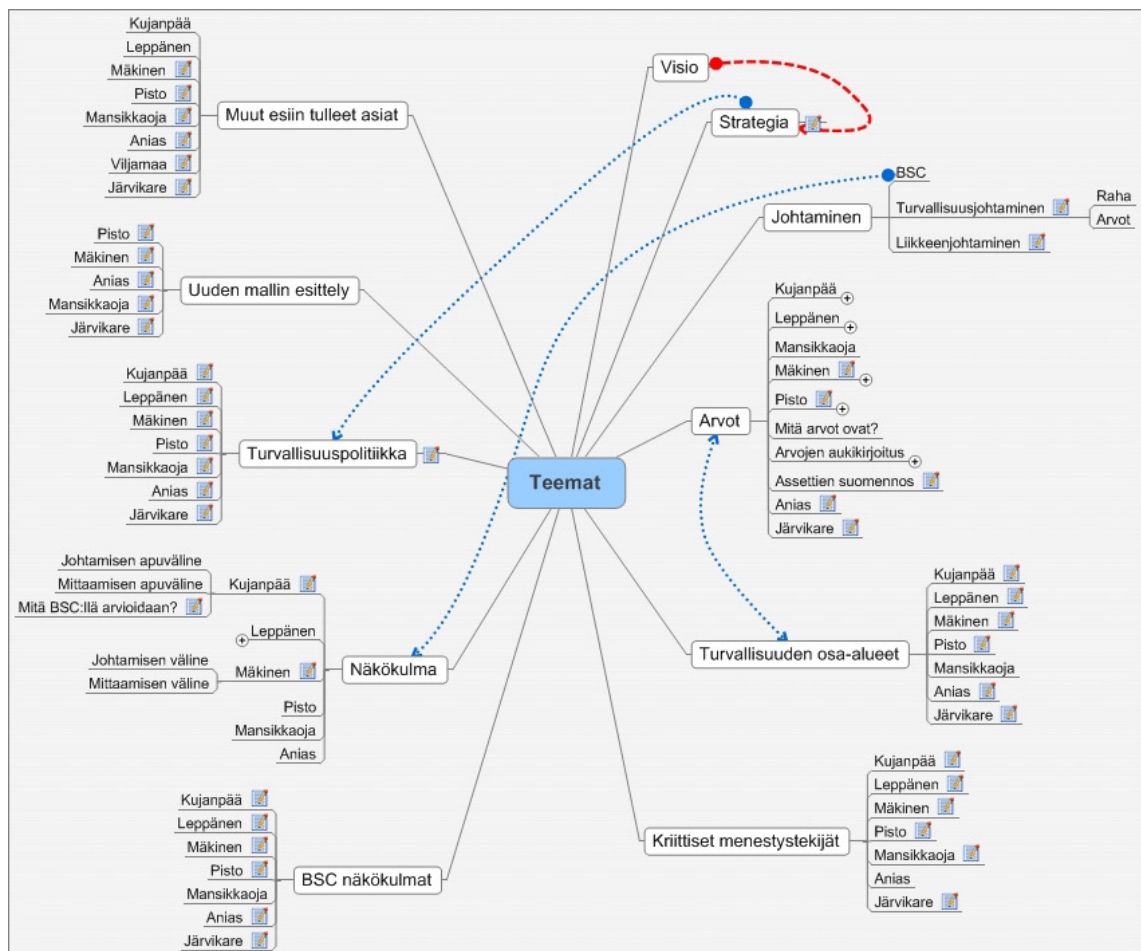 Teemat
Visio
Strategia
Johtaminen
BSC
Turvallisuusjohtaminen
Raha
Arvot
Liikkeenjohtaminen
Arvot
Kujanpää
Leppänen
Mansikkaoja
Mäkinen
Pisto
Mitä arvot ovat?
Arvojen aukikirjoitus
Assettien suomennos
Anias
Järvikare
Turvallisuuden osa-alueet
Kujanpää
Leppänen
Mäkinen
Pisto
Mansikkaoja
Anias
Järvikare
Kriittiset menestystekijät
Kujanpää
Leppänen
Mäkinen
Pisto
Mansikkaoja
Anias
Järvikare
Muut esiin tulleet asiat
Kujanpää
Leppänen
Mäkinen
Pisto
Mansikkaoja
Anias
Viljamaa
Järvikare
Uuden mallin esittely
Pisto
Mäkinen
Anias
Mansikkaoja
Järvikare
Turvallisuuspolitiikka
Kujanpää
Leppänen
Mäkinen
Pisto
Mansikkaoja
Anias
Järvikare
Näkökulma
Kujanpää
Johtamisen apuväline
Mittaamisen apuväline
Mitä BSC:llä arvioidaan?
Leppänen
Mäkinen
Johtamisen väline
Mittaamisen väline
Pisto
Mansikkaoja
Anias
BSC näkökulmat
Kujanpää
Leppänen
Mäkinen
Pisto
Mansikkaoja
Anias
Järvikare